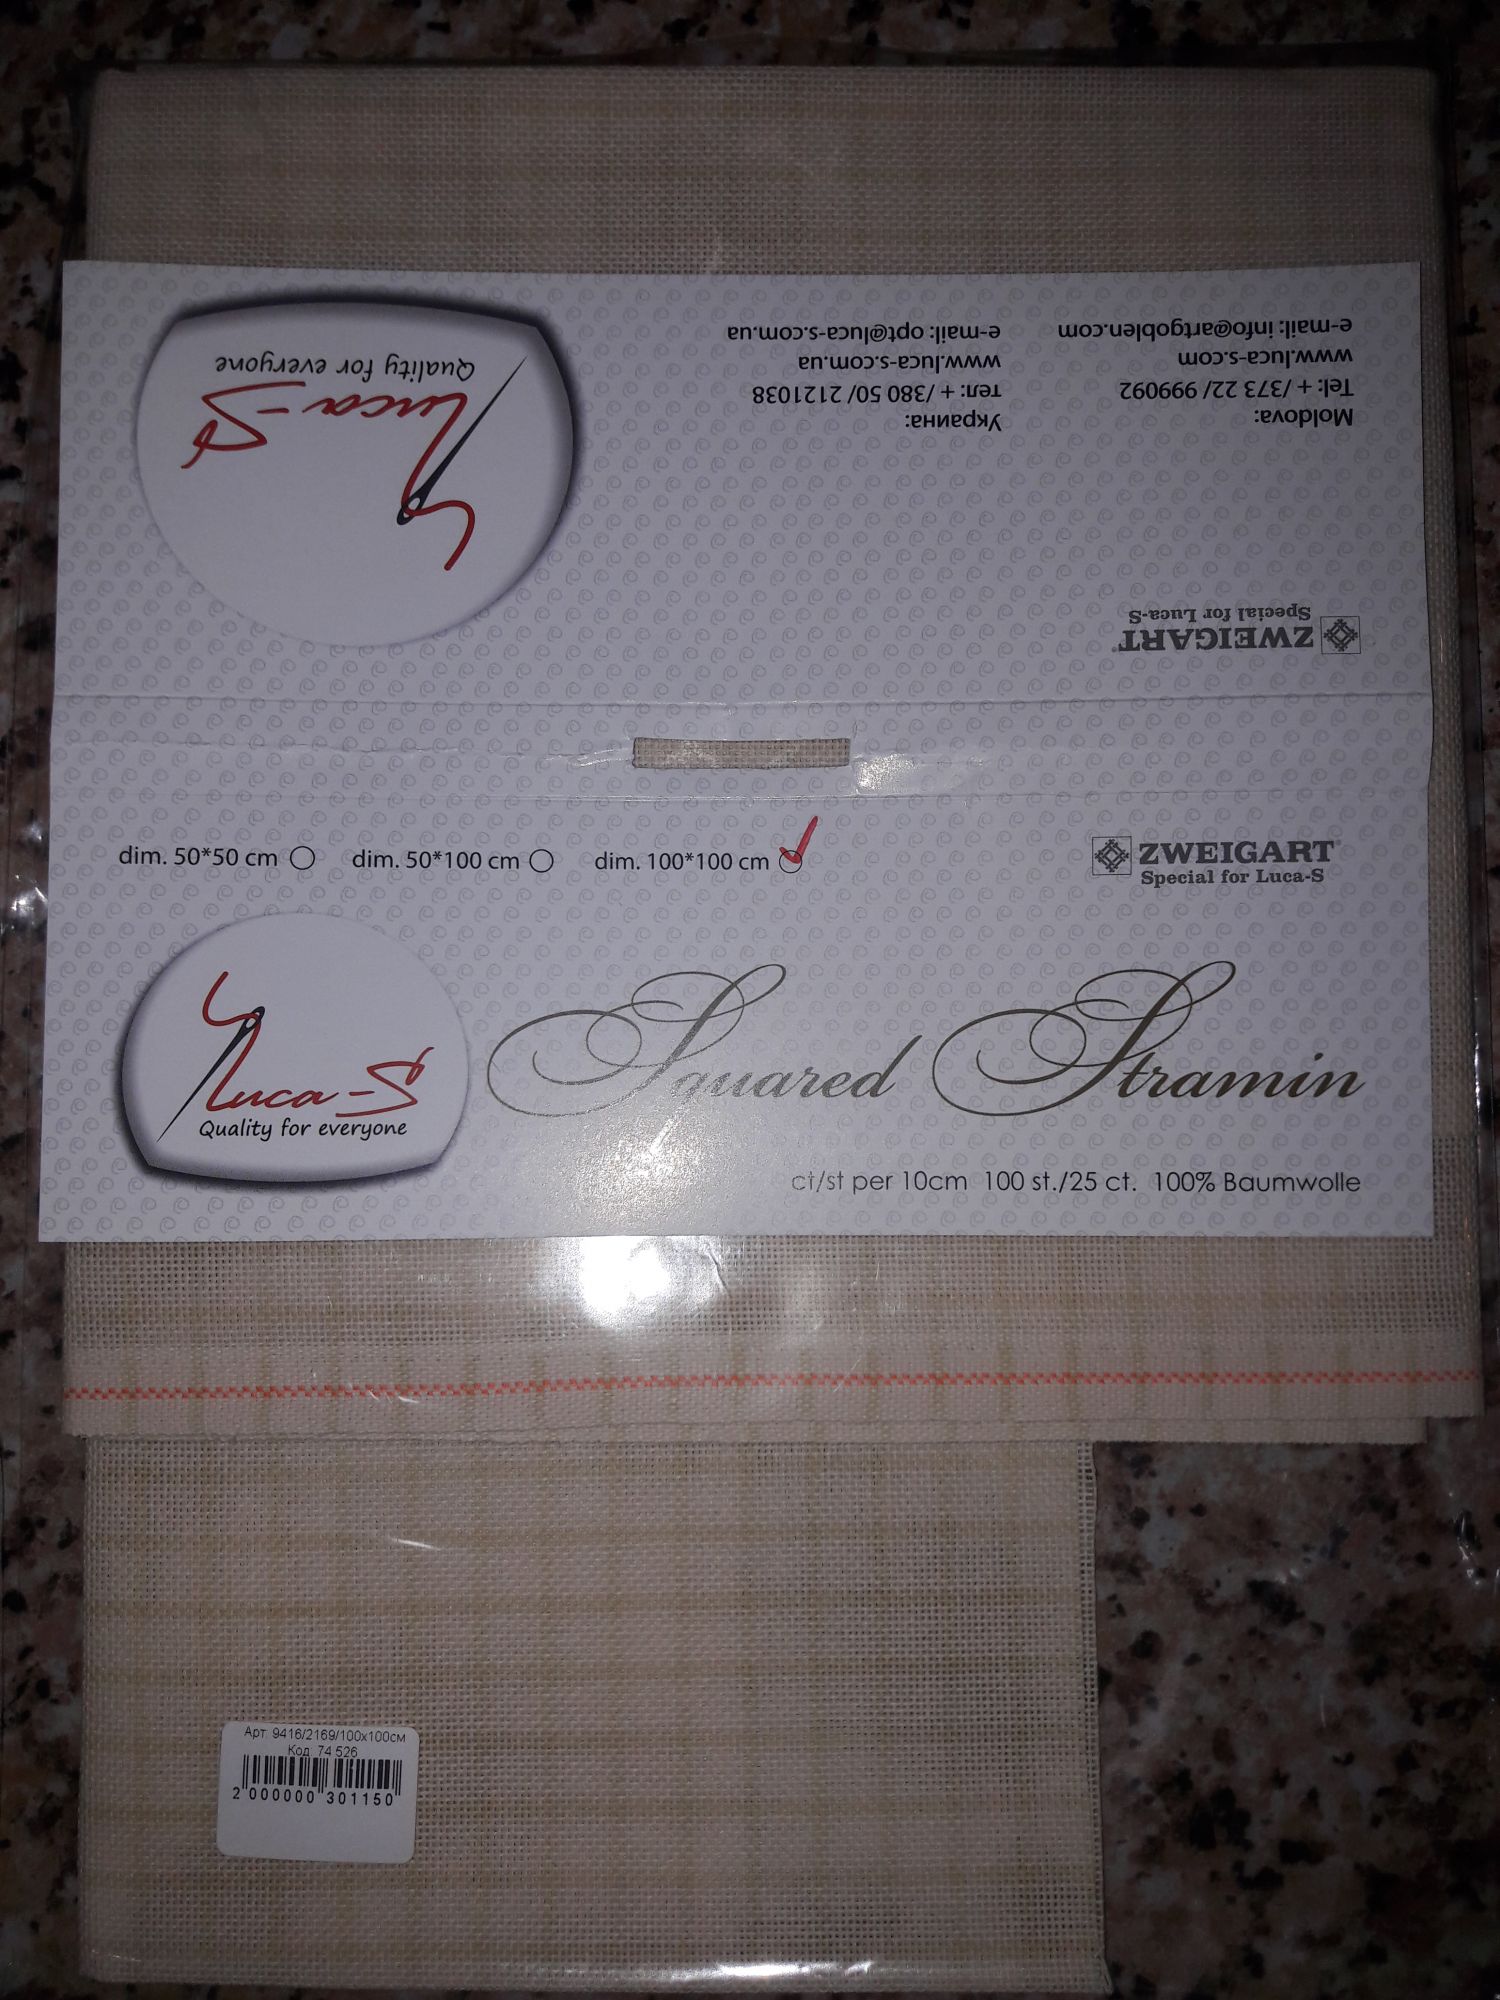 Moldova:
Tel: + /373 22/ 999092
www.luca-s.com
e-mail: info@artgoblen.com
Украина:
тел: + /380 50/ 2121038
www.luca-s.com.ua
e-mail: opt@luca-s.com.ua
Luca-S
Quality for everyone
ZWEIGART®
Special for Luca-S
dim. 50*50 cm
dim. 50*100 cm
dim. 100*100 cm
ZWEIGART®
Special for Luca-S
Luca-S
Quality for everyone
Squared Stramin
ct/st per 10cm 100 st./25 ct. 100% Baumwolle
Арт. 9416/2169/100x100см
Код: 74 526
2 000000 301150